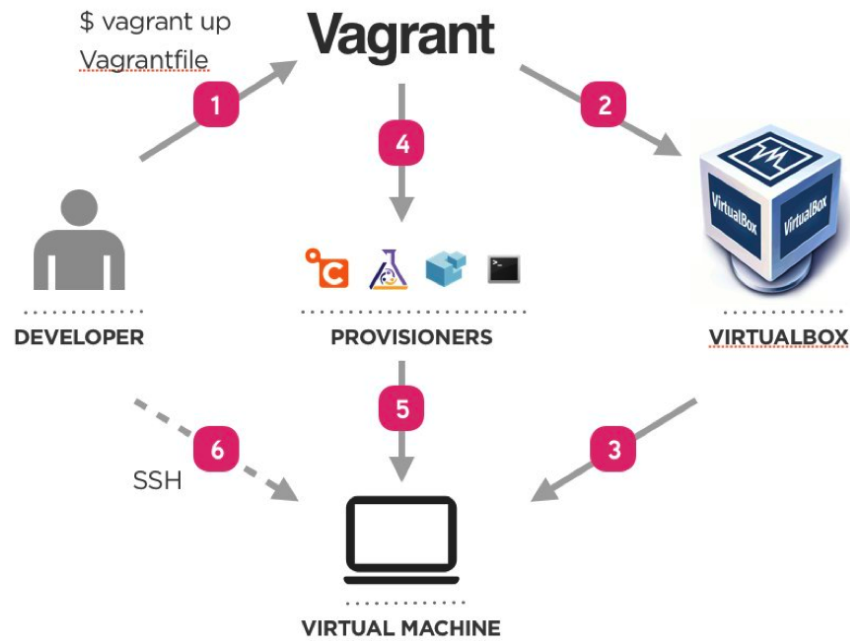 $ vagrant up
Vagrantfile
Vagrant
1
2
4
VirtualBox
VirtualBox
C
>_
DEVELOPER
PROVISIONERS
VIRTUALBOX
5
6
3
SSH
VIRTUAL MACHINE